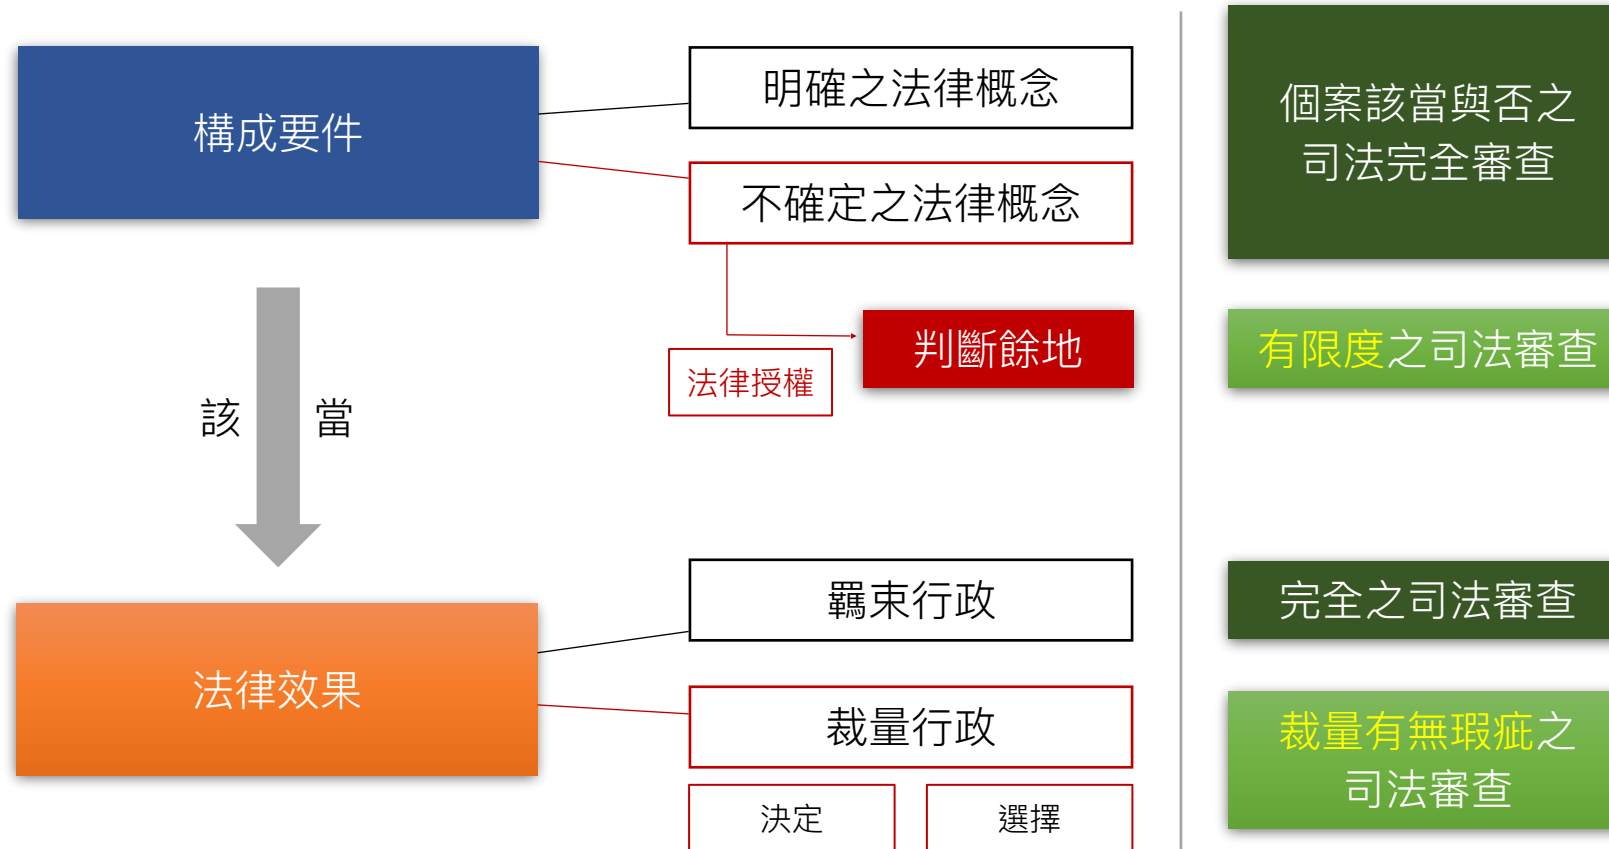 構成要件
明確之法律概念
不確定之法律概念
個案該當與否之
司法完全審查
判斷餘地
法律授權
有限度之司法審查
該 當
法律效果
羈束行政
完全之司法審查
裁量行政
決定
選擇
裁量有無瑕疵之
司法審查